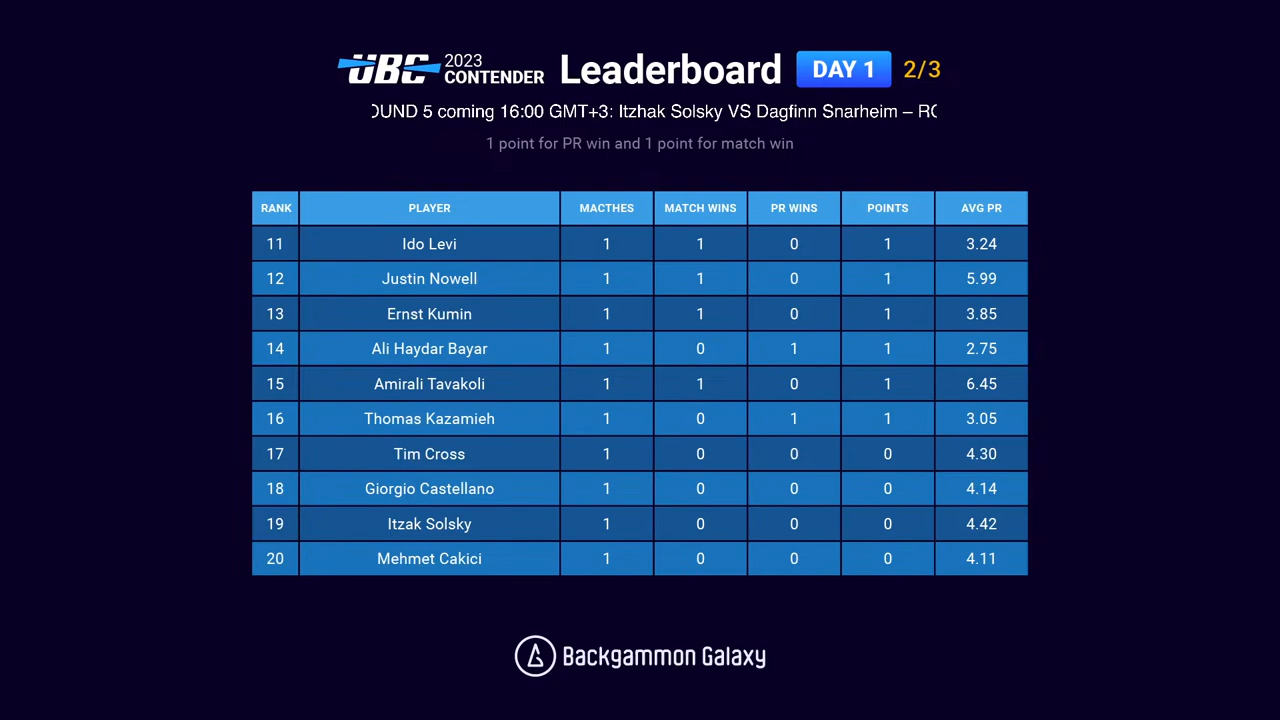 UBC 2023 CONTENDER Leaderboard DAY 1 2/3
OUND 5 coming 16:00 GMT+3: Itzhak Solsky VS Dagfinn Snarheim – RO
1 point for PR win and 1 point for match win
RANK PLAYER MACTHES MATCH WINS PR WINS POINTS AVG PR
11 Ido Levi 1 1 0 1 3.24
12 Justin Nowell 1 1 0 1 5.99
13 Ernst Kumin 1 1 0 1 3.85
14 Ali Haydar Bayar 1 0 1 1 2.75
15 Amirali Tavakoli 1 1 0 1 6.45
16 Thomas Kazamieh 1 0 1 1 3.05
17 Tim Cross 1 0 0 0 4.30
18 Giorgio Castellano 1 0 0 0 4.14
19 Itzak Solsky 1 0 0 0 4.42
20 Mehmet Cakici 1 0 0 0 4.11
Backgammon Galaxy